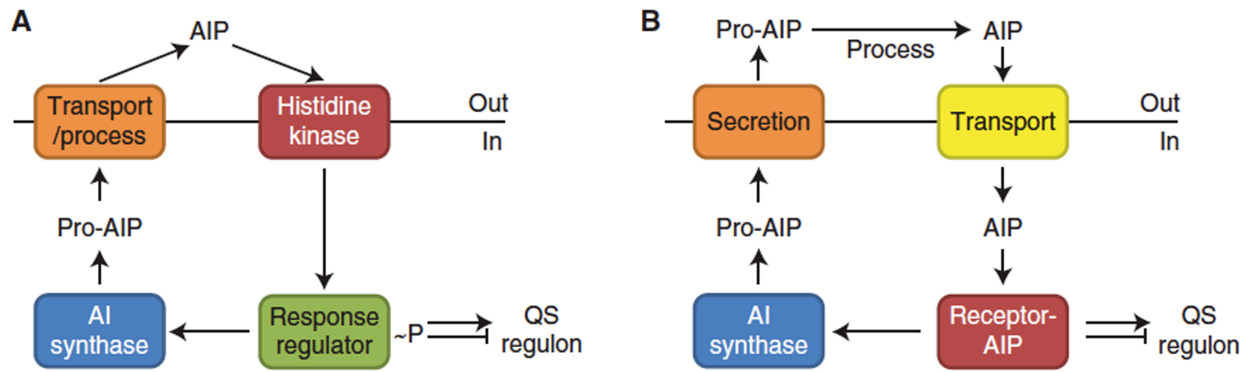 A
AIP
Transport
/process
Histidine
kinase
Out
In
Pro-AIP
AI
synthase
Response
regulator
~P
QS
regulon
B
Pro-AIP
Process
AIP
Secretion
Transport
Out
In
Pro-AIP
AIP
AI
synthase
Receptor-
AIP
QS
regulon